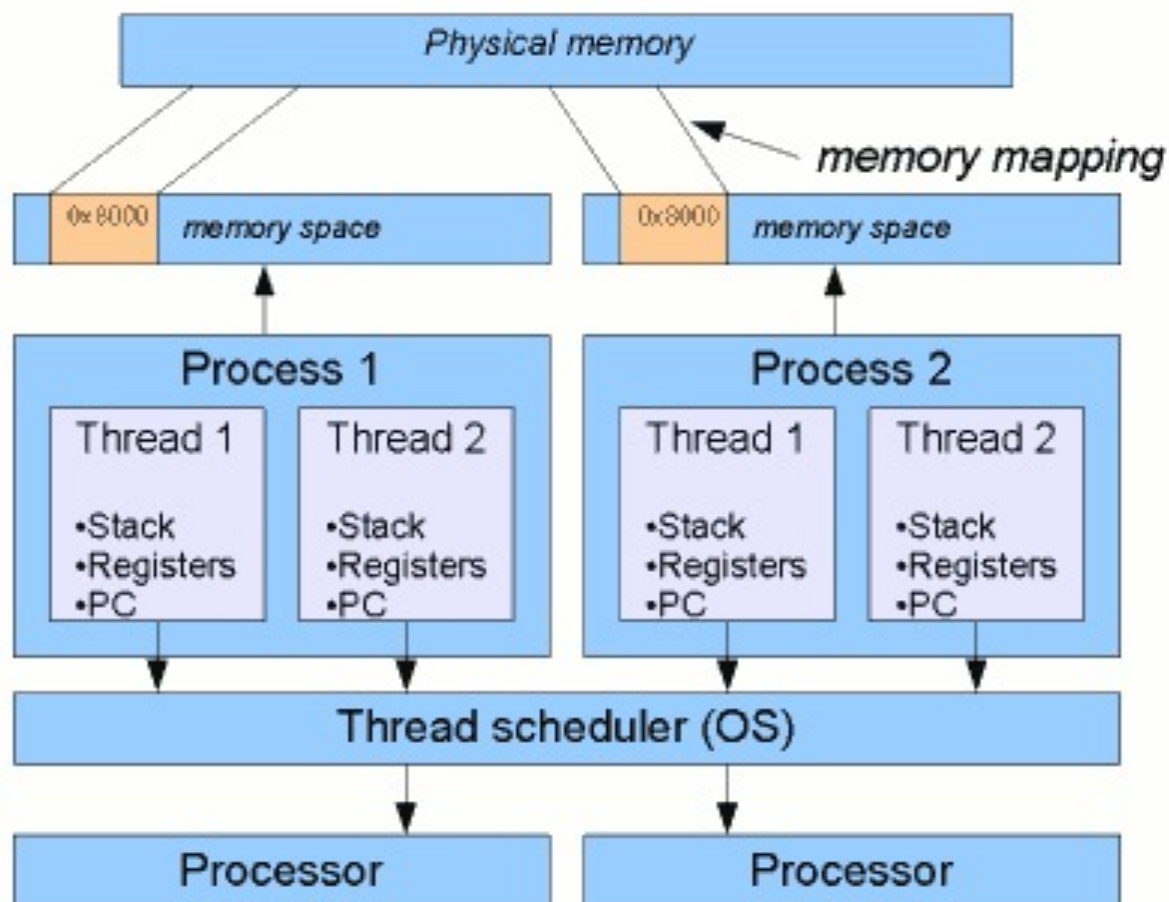 Physical memory
memory mapping
0x8000 memory space
0x8000 memory space
Process 1
Process 2
Thread 1
Thread 2
Thread 1
Thread 2
•Stack
•Stack
•Stack
•Stack
•Registers
•Registers
•Registers
•Registers
•PC
•PC
•PC
•PC
Thread scheduler (OS)
Processor
Processor